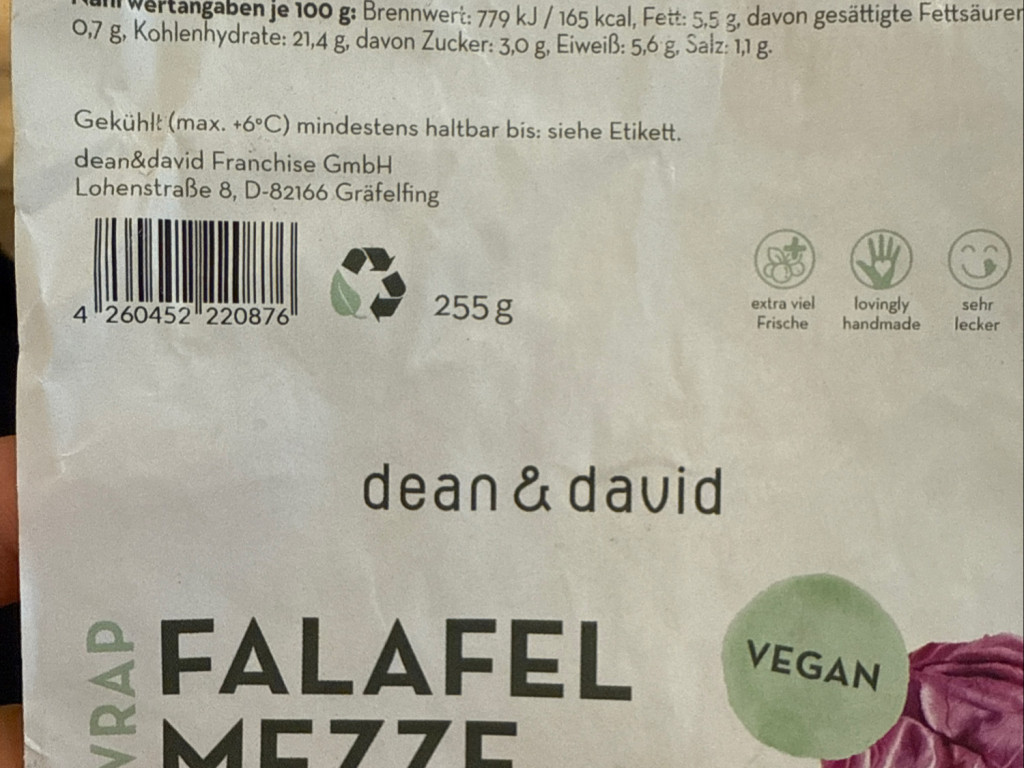 Nährwertangaben je 100 g: Brennwert: 779 kJ / 165 kcal, Fett: 5,5 g, davon gesättigte Fettsäuren
0,7 g, Kohlenhydrate: 21,4 g, davon Zucker: 3,0 g, Eiweiß: 5,6 g, Salz: 1,1 g.
Gekühlt (max. +6°C) mindestens haltbar bis: siehe Etikett.
dean&david Franchise GmbH
Lohenstraße 8, D-82166 Gräfelfing
4 260452 220876
255 g
extra viel
Frische
lovingly
handmade
sehr
lecker
dean & david
WRAP
FALAFEL
MEZZE
VEGAN